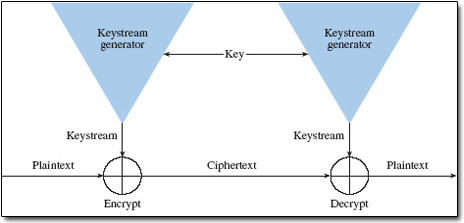 Keystream
generator
Keystream
generator
Key
Keystream
Keystream
Plaintext
Ciphertext
Plaintext
Encrypt
Decrypt